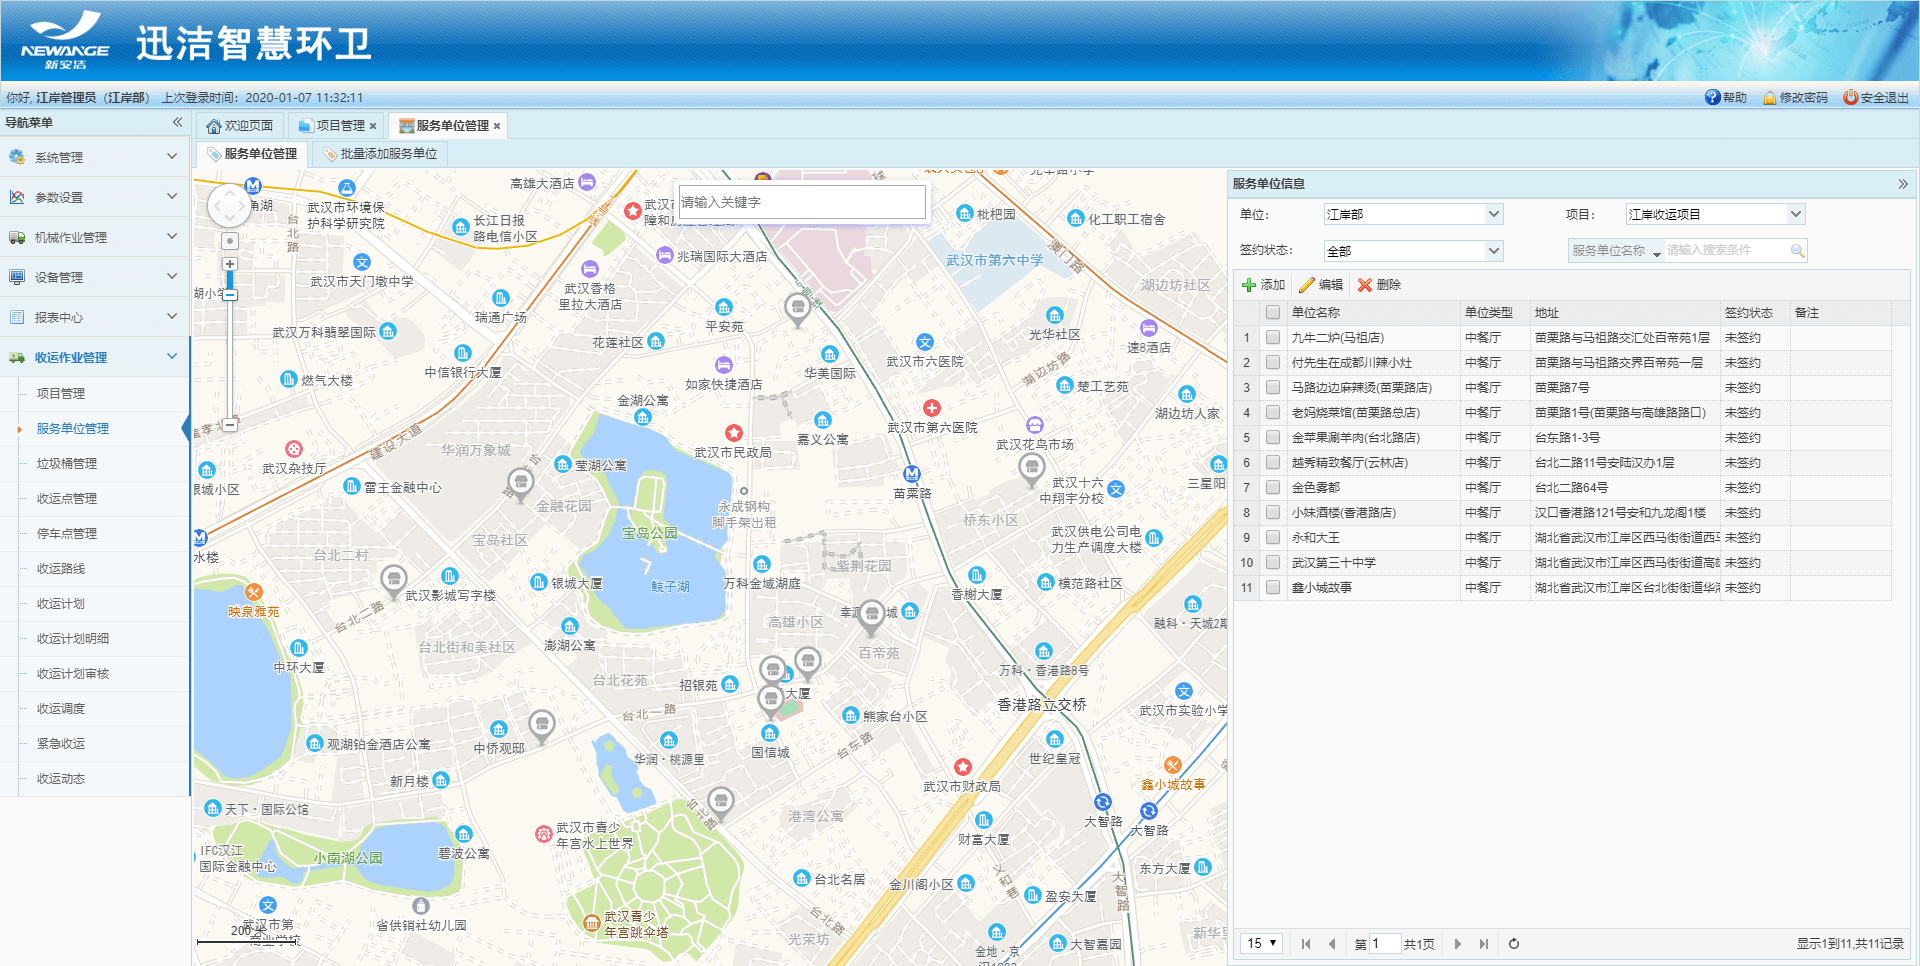 NEWANGE
新安洁
迅洁智慧环卫
你好, 江岸管理员（江岸部） 上次登录时间：2020-01-07 11:32:11
帮助 修改密码 安全退出
导航菜单
欢迎页面 项目管理 服务单位管理
服务单位管理 批量添加服务单位
系统管理
参数设置
机械作业管理
设备管理
报表中心
收运作业管理
项目管理
服务单位管理
垃圾桶管理
收运点管理
停车点管理
收运路线
收运计划
收运计划明细
收运计划审核
收运调度
紧急收运
收运动态
请输入关键字
高雄大酒店
武汉市环境保
护科学研究院
台北路
长江日报
路电信小区
枇杷园
化工职工宿舍
兆瑞国际大酒店
武汉市第六中学
澳门路
武汉市天门墩中学
武汉香格
里拉大酒店
湖边坊社区
瑞通广场
平安苑
光华社区
速8酒店
武汉万科翡翠国际
花莲社区
武汉市六医院
中信银行大厦
华美国际
燃气大楼
如家快捷酒店
湖边坊路
楚工艺苑
金湖公寓
湖边坊人家
建设大道
嘉义公寓
武汉市第六医院
华润万象城
武汉市民政局
武汉花鸟市场
武汉杂技厅
莹湖公寓
雷王金融中心
苗栗路
武汉十六
中翔宇分校
三星阳
金融花园
永成钢构
脚手架出租
桥东小区
宝岛公园
武汉供电公司电
力生产调度大楼
宝岛社区
台北二村
紫荆花园
鲩子湖
银城大厦
万科金域湖庭
模范路社区
武汉影城写字楼
香榭大厦
映泉雅苑
台北二路
高雄小区
融科·天城2期
澎湖公寓
台北街和美社区
百帝苑
中环大厦
万科·香港路8号
台北花苑
招银苑
大厦
香港路立交桥
武汉市实验小学
台北一路
熊家台小区
观湖铂金酒店公寓
中侨观邸
国信城
台东路
华润·桃源里
世纪皇冠
新月楼
武汉市财政局
鑫小城故事
天下·国际公馆
台北路
港湾公寓
大智路
大智路
武汉市青少
年宫水上世界
财富大厦
IFC汉江
国际金融中心
小南湖公园
碧波公寓
东方大厦
台北名居
金川阁小区
义和巷
盈安大厦
大智路
省供销社幼儿园
武汉市第
武汉青少
年宫跳伞塔
台北路
光荣坊
200米
金地·京
大智嘉园
服务单位信息
单位： 江岸部 项目： 江岸收运项目
签约状态： 全部 服务单位名称 请输入搜索条件
添加 编辑 删除
单位名称 单位类型 地址 签约状态 备注
1 九牛二炉(马祖店) 中餐厅 苗栗路与马祖路交汇处百帝苑1层 未签约
2 付先生在成都川辣小灶 中餐厅 苗栗路与马祖路交界百帝苑一层 未签约
3 马路边边麻辣烫(苗栗路店) 中餐厅 苗栗路7号 未签约
4 老妈烧菜馆(苗栗路总店) 中餐厅 苗栗路1号(苗栗路与高雄路路口) 未签约
5 金苹果涮羊肉(台北路店) 中餐厅 台东路1-3号 未签约
6 越秀精致餐厅(云林店) 中餐厅 台北二路11号安陆汉办1层 未签约
7 金色雾都 中餐厅 台北二路64号 未签约
8 小妹酒楼(香港路店) 中餐厅 汉口香港路121号安和九龙阁1楼 未签约
9 永和大王 中餐厅 湖北省武汉市江岸区西马街街道西马 未签约
10 武汉第三十中学 中餐厅 湖北省武汉市江岸区西马街街道高雄 未签约
11 鑫小城故事 中餐厅 湖北省武汉市江岸区台北街街道华清 未签约
15 第 1 共1页 显示1到11,共11记录